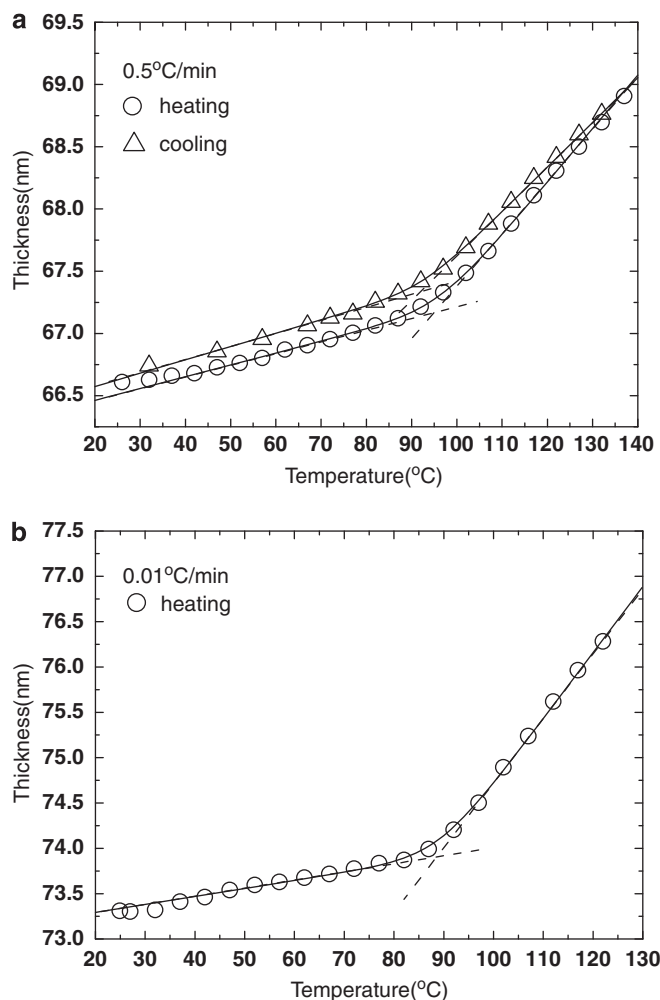 a
69.5
69.0
68.5
68.0
67.5
67.0
66.5
Thickness(nm)
0.5°C/min
heating
cooling
20 30 40 50 60 70 80 90 100 110 120 130 140
Temperature(°C)
b
77.5
77.0
76.5
76.0
75.5
75.0
74.5
74.0
73.5
73.0
Thickness(nm)
0.01°C/min
heating
20 30 40 50 60 70 80 90 100 110 120 130
Temperature(°C)